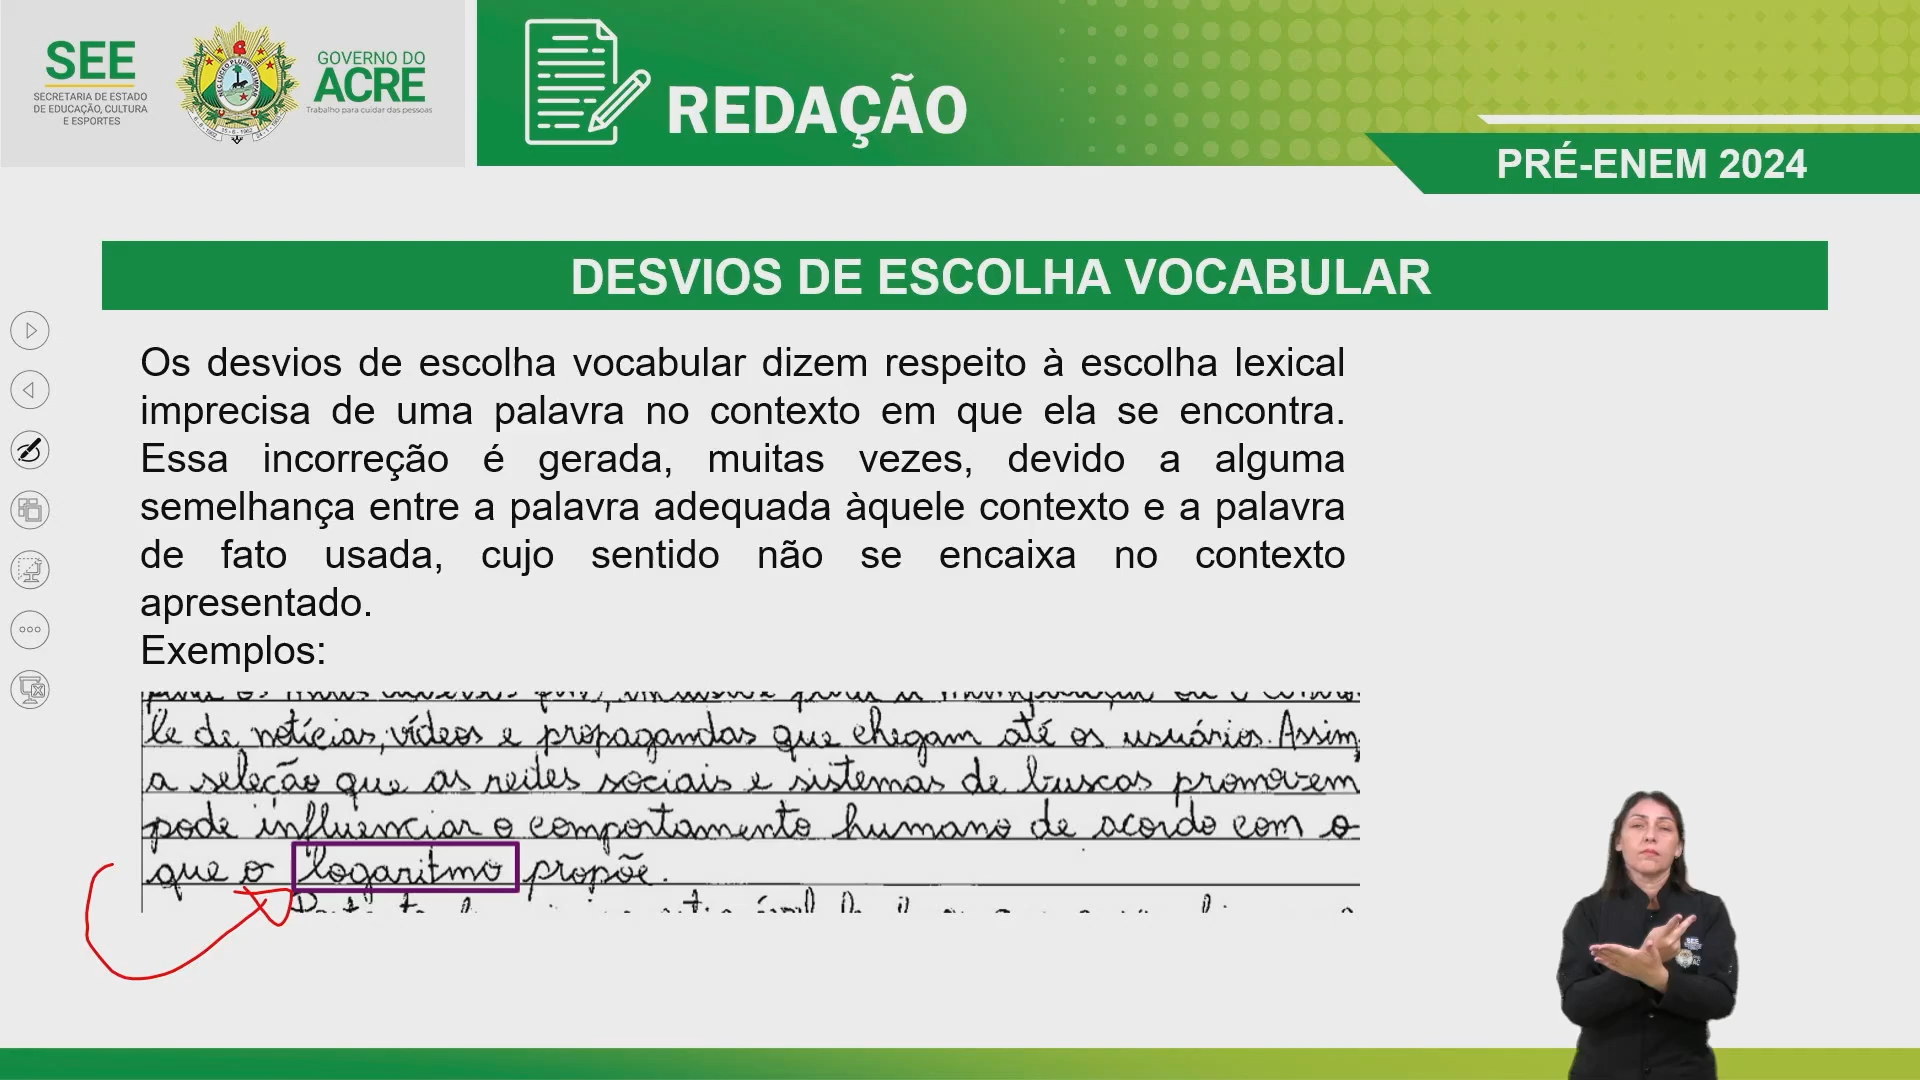 SEE
SECRETARIA DE ESTADO
DE EDUCAÇÃO, CULTURA
E ESPORTES
GOVERNO DO
ACRE
Trabalho para cuidar das pessoas
REDAÇÃO
PRÉ-ENEM 2024
DESVIOS DE ESCOLHA VOCABULAR
Os desvios de escolha vocabular dizem respeito à escolha lexical
imprecisa de uma palavra no contexto em que ela se encontra.
Essa incorreção é gerada, muitas vezes, devido a alguma
semelhança entre a palavra adequada àquele contexto e a palavra
de fato usada, cujo sentido não se encaixa no contexto
apresentado.
Exemplos:
le de notícias, vídeos e propagandas que chegam até os usuários. Assim,
a seleção que as redes sociais e sistemas de buscas promovem
pode influenciar o comportamento humano de acordo com o
que o logaritmo propõe.
SEE